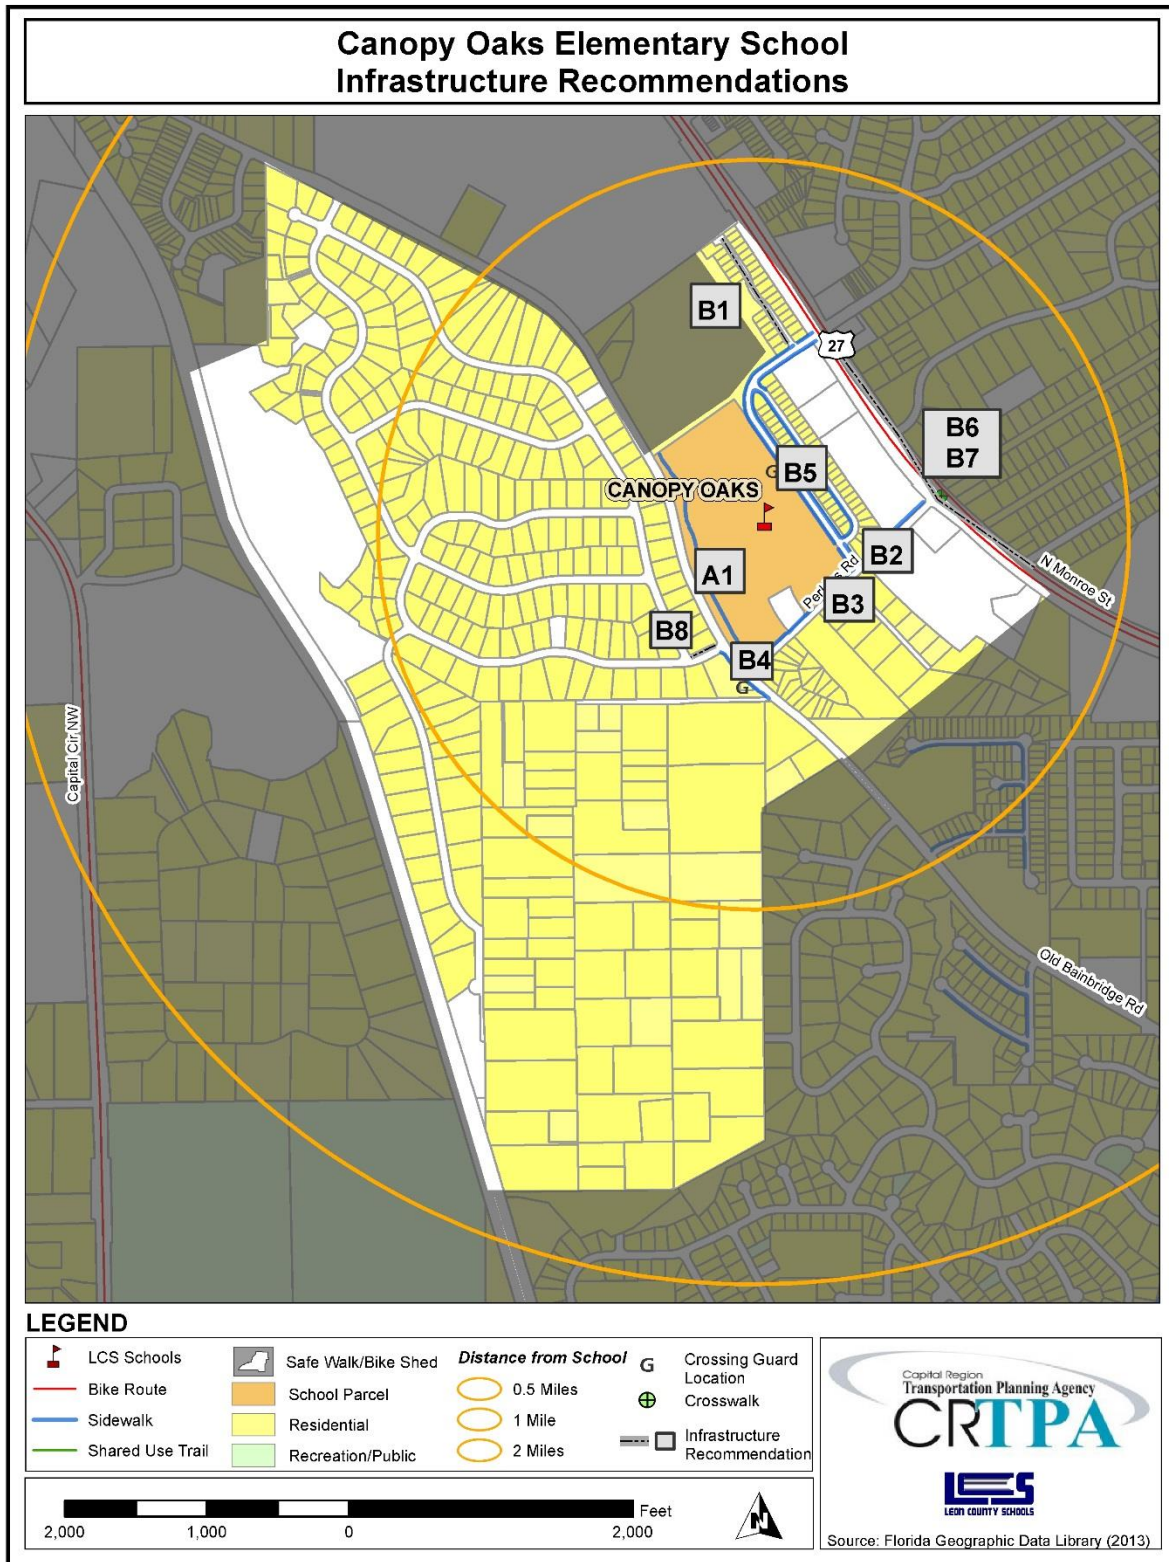 Canopy Oaks Elementary School
Infrastructure Recommendations
B1
27
B6
B7
B5
CANOPY OAKS
G
B2
A1
Perkins Rd
B3
N Monroe St
B8
B4
G
Capital Cir NW
Old Bainbridge Rd
LEGEND
LCS Schools
Bike Route
Sidewalk
Shared Use Trail
Safe Walk/Bike Shed
School Parcel
Residential
Recreation/Public
Distance from School
0.5 Miles
1 Mile
2 Miles
G Crossing Guard
Location
Crosswalk
Infrastructure
Recommendation
2,000 1,000 0 2,000 Feet
N
Capital Region
Transportation Planning Agency
CRTPA
LCS
LEON COUNTY SCHOOLS
Source: Florida Geographic Data Library (2013)